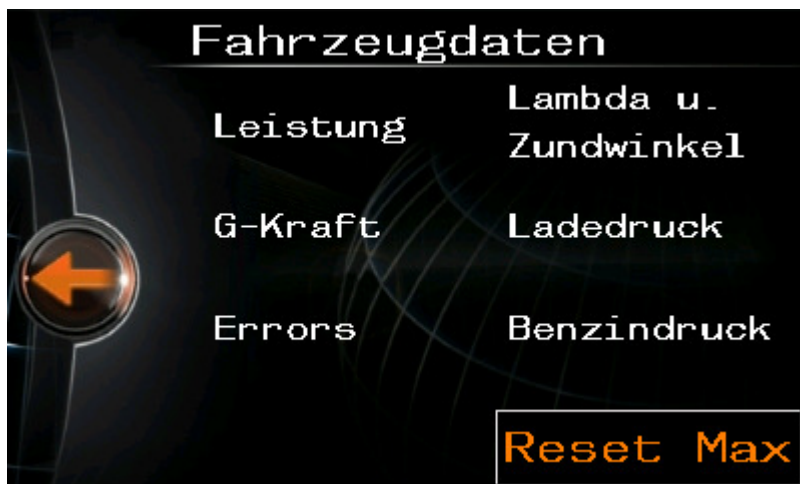 Fahrzeugdaten
Leistung
Lambda u.
Zundwinkel
G-Kraft
Ladedruck
Errors
Benzindruck
Reset Max